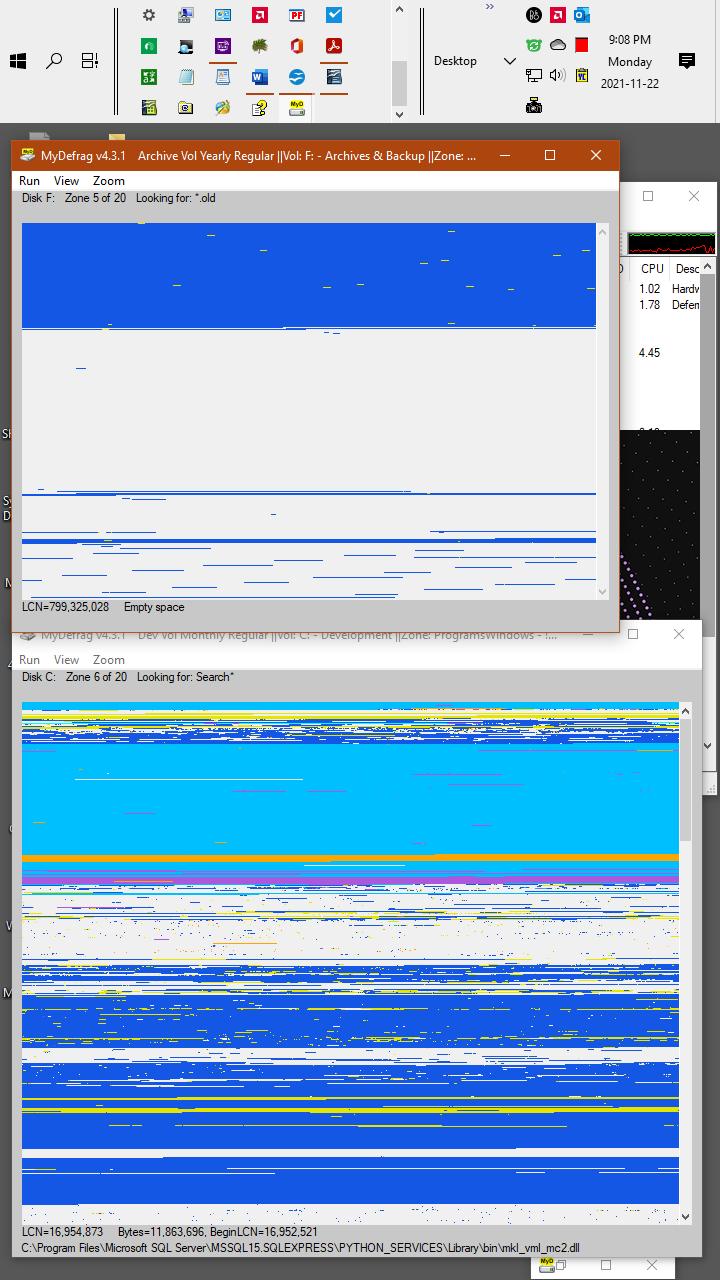 9:08 PM
Desktop
Monday
2021-11-22
MyDefrag v4.3.1 Archive Vol Yearly Regular ||Vol: F: - Archives & Backup ||Zone: ...
Run View Zoom
Disk F: Zone 5 of 20 Looking for: *.old
CPU Desc
1.02 Hardw
1.78 Deferr
4.45
LCN=799,325,028 Empty space
MyDefrag v4.3.1 Dev Vol Monthly Regular ||Vol: C: - Development ||Zone: ProgramsWindows - !...
Run View Zoom
Disk C: Zone 6 of 20 Looking for: Search*
LCN=16,954,873 Bytes=11,863,696, BeginLCN=16,952,521
C:\Program Files\Microsoft SQL Server\MSSQL15.SQLEXPRESS\PYTHON_SERVICES\Library\bin\mkl_vml_mc2.dll